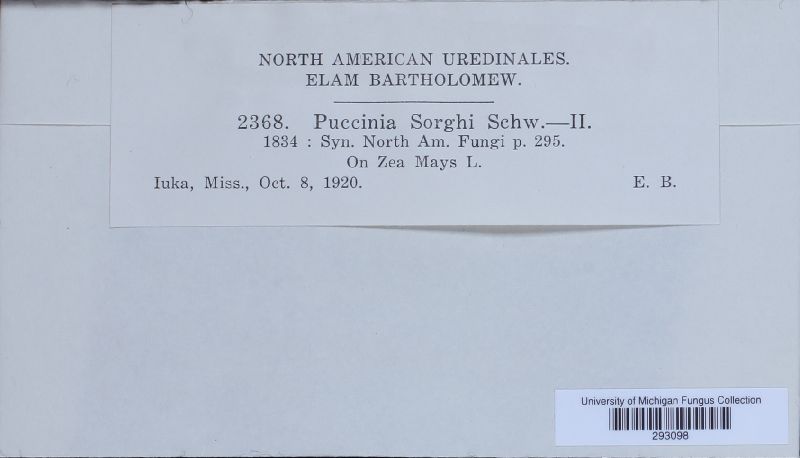 NORTH AMERICAN UREDINALES.
ELAM BARTHOLOMEW.
2368. Puccinia Sorghi Schw.—II.
1834 : Syn. North Am. Fungi p. 295.
On Zea Mays L.
Iuka, Miss., Oct. 8, 1920. E. B.
University of Michigan Fungus Collection
293098